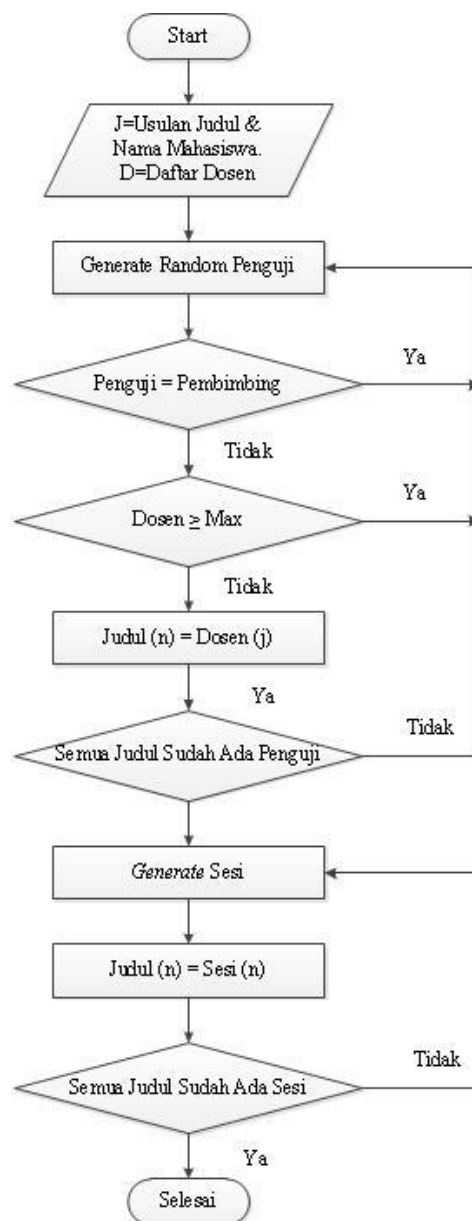 Start
J=Usulan Judul &
Nama Mahasiswa.
D=Daftar Dosen
Generate Random Penguji
Penguji = Pembimbing
Ya
Tidak
Dosen ≥ Max
Ya
Tidak
Judul (n) = Dosen (j)
Ya
Semua Judul Sudah Ada Penguji
Tidak
Generate Sesi
Judul (n) = Sesi (n)
Semua Judul Sudah Ada Sesi
Tidak
Ya
Selesai